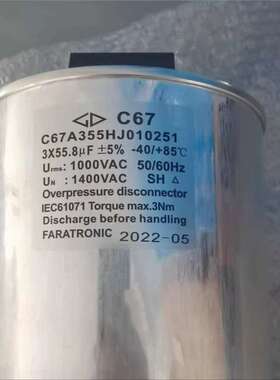 C67
C67A355HJ010251
3X55.8µF ±5% -40/+85℃
Urms: 1000VAC 50/60Hz
UN : 1400VAC SH △
Overpressure disconnector
IEC61071 Torque max.3Nm
Discharge before handling
FARATRONIC 2022-05